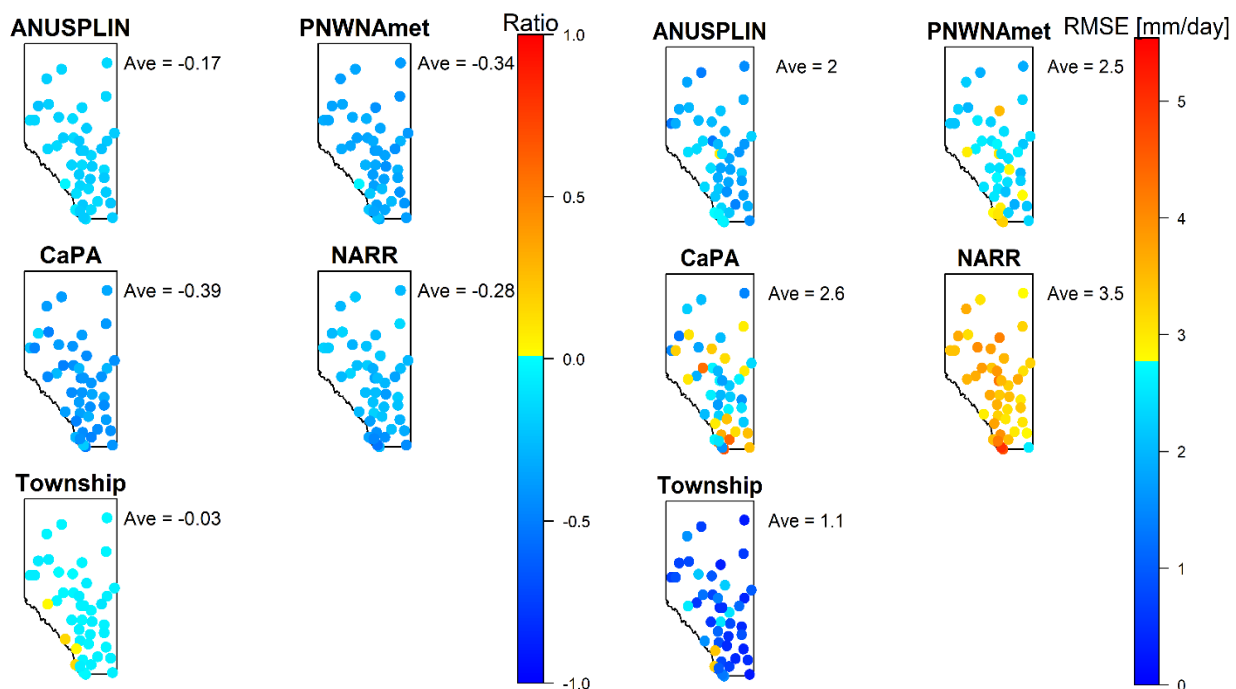 ANUSPLIN
Ave = -0.17
PNWNAmet
Ave = -0.34
CaPA
Ave = -0.39
NARR
Ave = -0.28
Township
Ave = -0.03
Ratio
1.0
0.5
0.0
-0.5
-1.0
ANUSPLIN
Ave = 2
PNWNAmet
Ave = 2.5
CaPA
Ave = 2.6
NARR
Ave = 3.5
Township
Ave = 1.1
RMSE [mm/day]
5
4
3
2
1
0